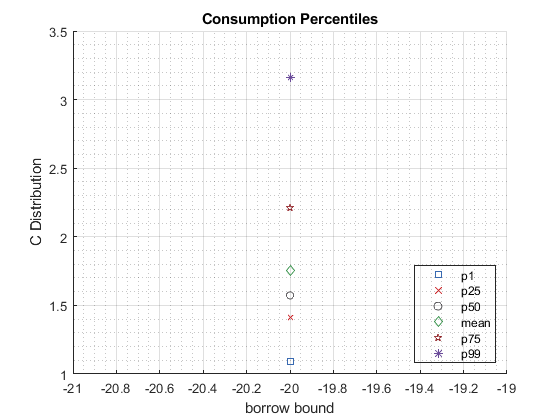 Consumption Percentiles
3.5
3
2.5
2
1.5
1
C Distribution
p1
p25
p50
mean
p75
p99
-21 -20.8 -20.6 -20.4 -20.2 -20 -19.8 -19.6 -19.4 -19.2 -19
borrow bound